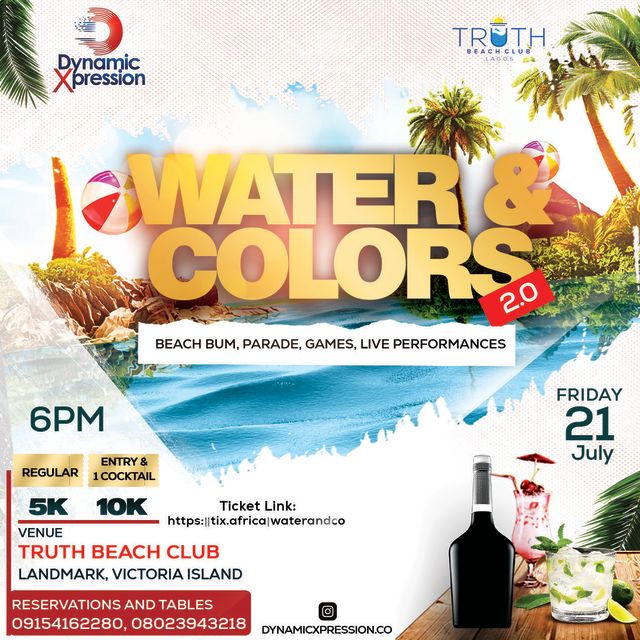 Dynamic
Xpression
TRUTH
BEACH CLUB
LAGOS
WATER &
COLORS
2.0
BEACH BUM, PARADE, GAMES, LIVE PERFORMANCES
6PM
FRIDAY
21
July
REGULAR
ENTRY &
1 COCKTAIL
5K
10K
Ticket Link:
https:||tix.africa|waterandco
VENUE
TRUTH BEACH CLUB
LANDMARK, VICTORIA ISLAND
RESERVATIONS AND TABLES
09154162280, 08023943218
DYNAMICXPRESSION.CO